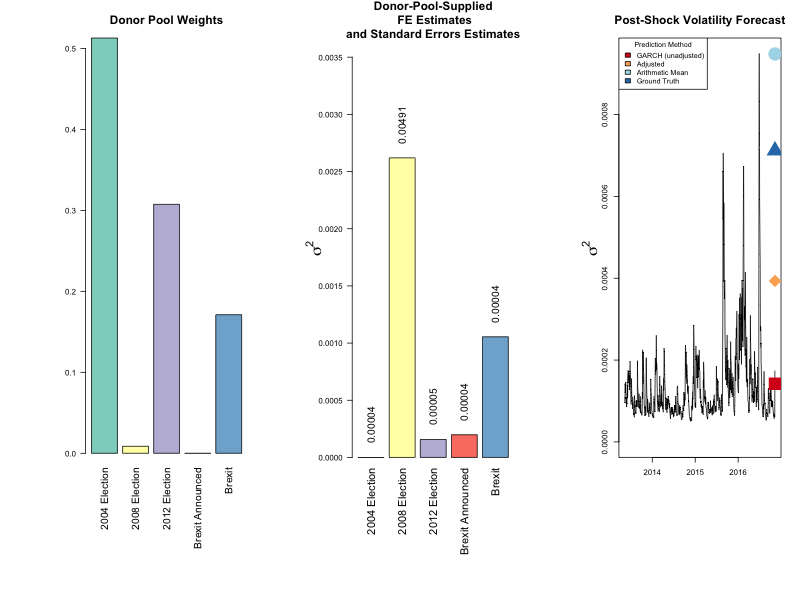 Donor Pool Weights
0.5
0.4
0.3
0.2
0.1
0.0
2004 Election
2008 Election
2012 Election
Brexit Announced
Brexit
Donor-Pool-Supplied
FE Estimates
and Standard Errors Estimates
σ2
0.0035
0.0030
0.0025
0.0020
0.0015
0.0010
0.0005
0.0000
0.00004
0.00491
0.00005
0.00004
0.00004
2004 Election
2008 Election
2012 Election
Brexit Announced
Brexit
Post-Shock Volatility Forecast
Prediction Method
GARCH (unadjusted)
Adjusted
Arithmetic Mean
Ground Truth
σ2
0.0008
0.0006
0.0004
0.0002
0.0000
2014
2015
2016